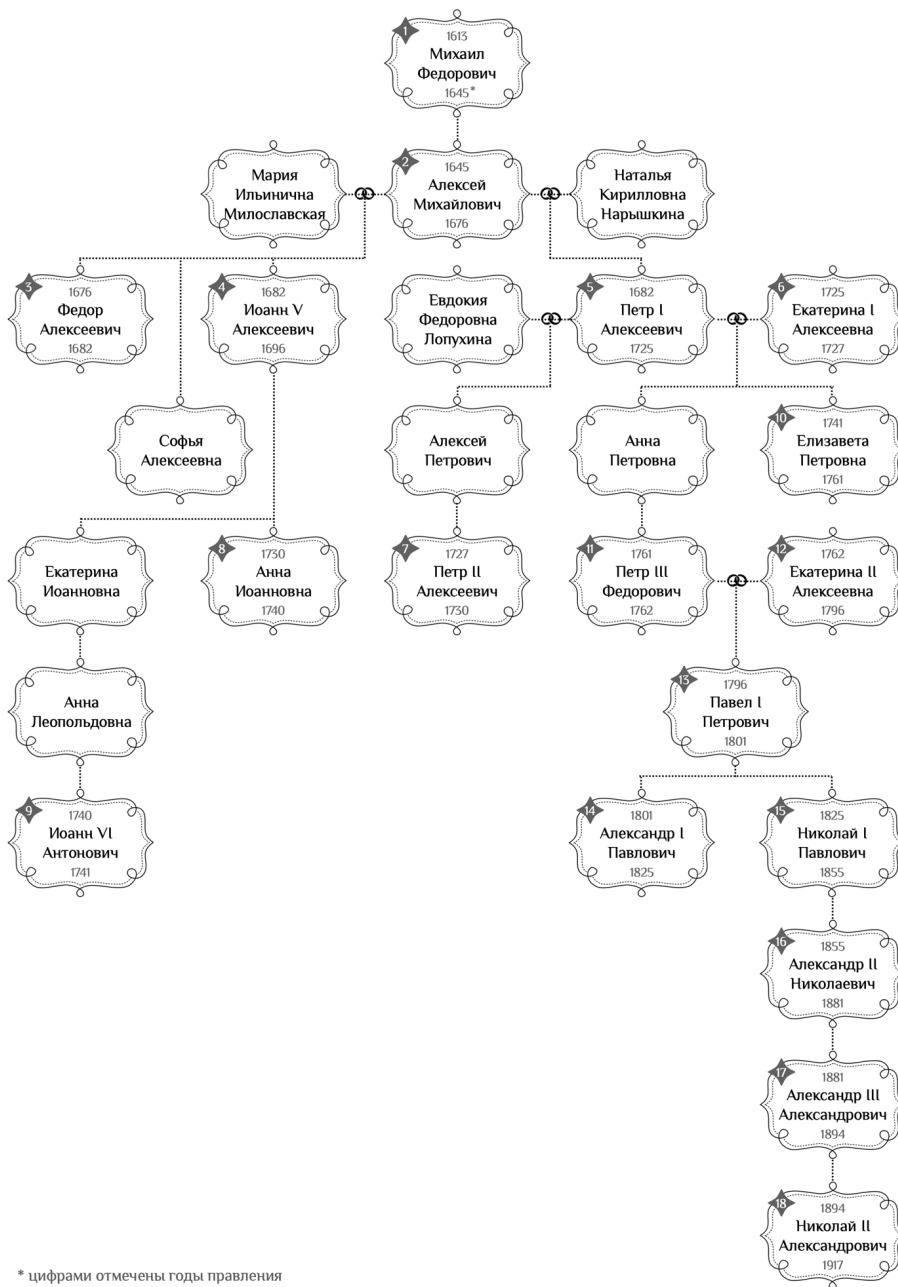 1
1613
Михаил
Федорович
1645*
Мария
Ильинична
Милославская
2
1645
Алексей
Михайлович
1676
Наталья
Кирилловна
Нарышкина
3
1676
Федор
Алексеевич
1682
4
1682
Иоанн V
Алексеевич
1696
Евдокия
Федоровна
Лопухина
5
1682
Петр I
Алексеевич
1725
6
1725
Екатерина I
Алексеевна
1727
Софья
Алексеевна
Алексей
Петрович
Анна
Петровна
10
1741
Елизавета
Петровна
1761
Екатерина
Иоанновна
8
1730
Анна
Иоанновна
1740
7
1727
Петр II
Алексеевич
1730
11
1761
Петр III
Федорович
1762
12
1762
Екатерина II
Алексеевна
1796
Анна
Леопольдовна
13
1796
Павел I
Петрович
1801
9
1740
Иоанн VI
Антонович
1741
14
1801
Александр I
Павлович
1825
15
1825
Николай I
Павлович
1855
16
1855
Александр II
Николаевич
1881
17
1881
Александр III
Александрович
1894
18
1894
Николай II
Александрович
1917
* цифрами отмечены годы правления